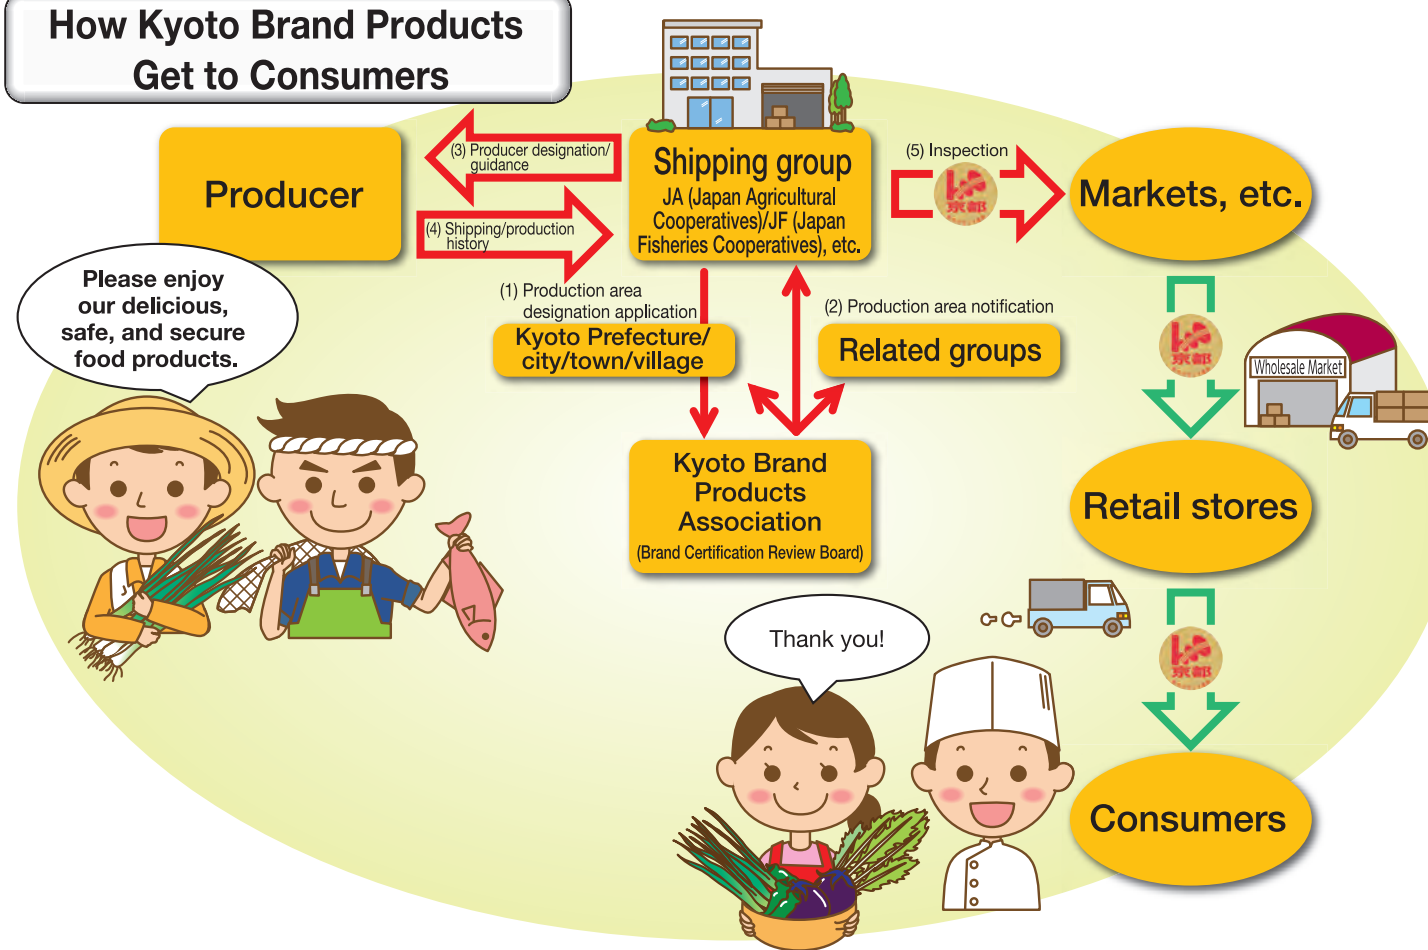 How Kyoto Brand Products
Get to Consumers
Producer
(3) Producer designation/
guidance
(4) Shipping/production
history
Shipping group
JA (Japan Agricultural
Cooperatives)/JF (Japan
Fisheries Cooperatives), etc.
(5) Inspection
京都
Markets, etc.
Please enjoy
our delicious,
safe, and secure
food products.
(1) Production area
designation application
Kyoto Prefecture/
city/town/village
(2) Production area notification
Related groups
京都
Wholesale Market
Kyoto Brand
Products
Association
(Brand Certification Review Board)
Retail stores
京都
Thank you!
Consumers